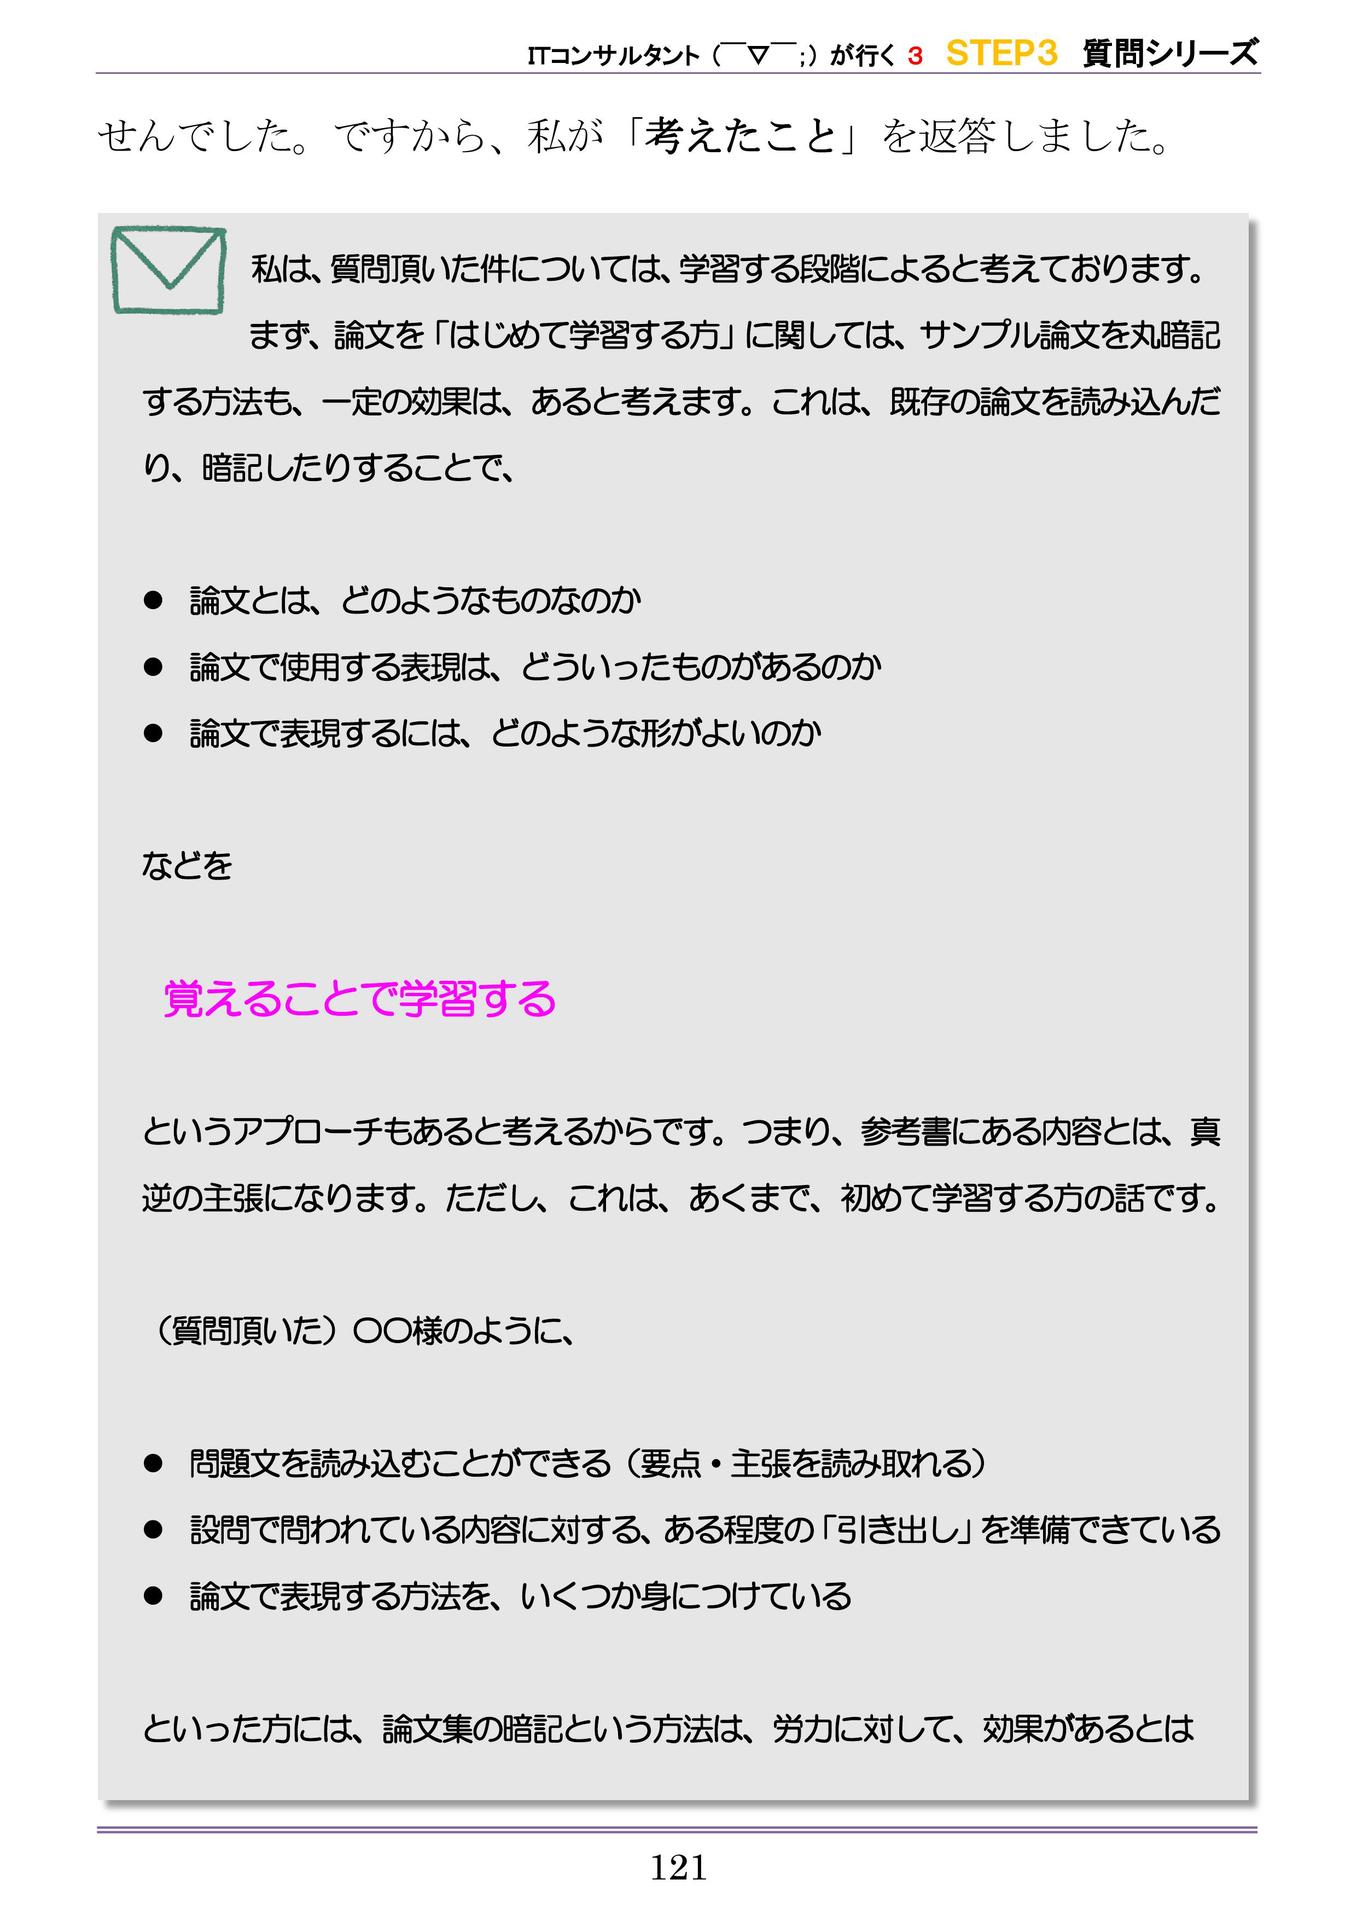 ITコンサルタント（￣▽￣；）が行く 3 STEP3 質問シリーズ
せんでした。ですから、私が「考えたこと」を返答しました。
私は、質問頂いた件については、学習する段階によると考えております。
まず、論文を「はじめて学習する方」に関しては、サンプル論文を丸暗記
する方法も、一定の効果は、あると考えます。これは、既存の論文を読み込んだ
り、暗記したりすることで、
● 論文とは、どのようなものなのか
● 論文で使用する表現は、どういったものがあるのか
● 論文で表現するには、どのような形がよいのか
などを
覚えることで学習する
というアプローチもあると考えるからです。つまり、参考書にある内容とは、真
逆の主張になります。ただし、これは、あくまで、初めて学習する方の話です。
（質問頂いた）〇〇様のように、
● 問題文を読み込むことができる（要点・主張を読み取れる）
● 設問で問われている内容に対する、ある程度の「引き出し」を準備できている
● 論文で表現する方法を、いくつか身につけている
といった方には、論文集の暗記という方法は、労力に対して、効果があるとは
121